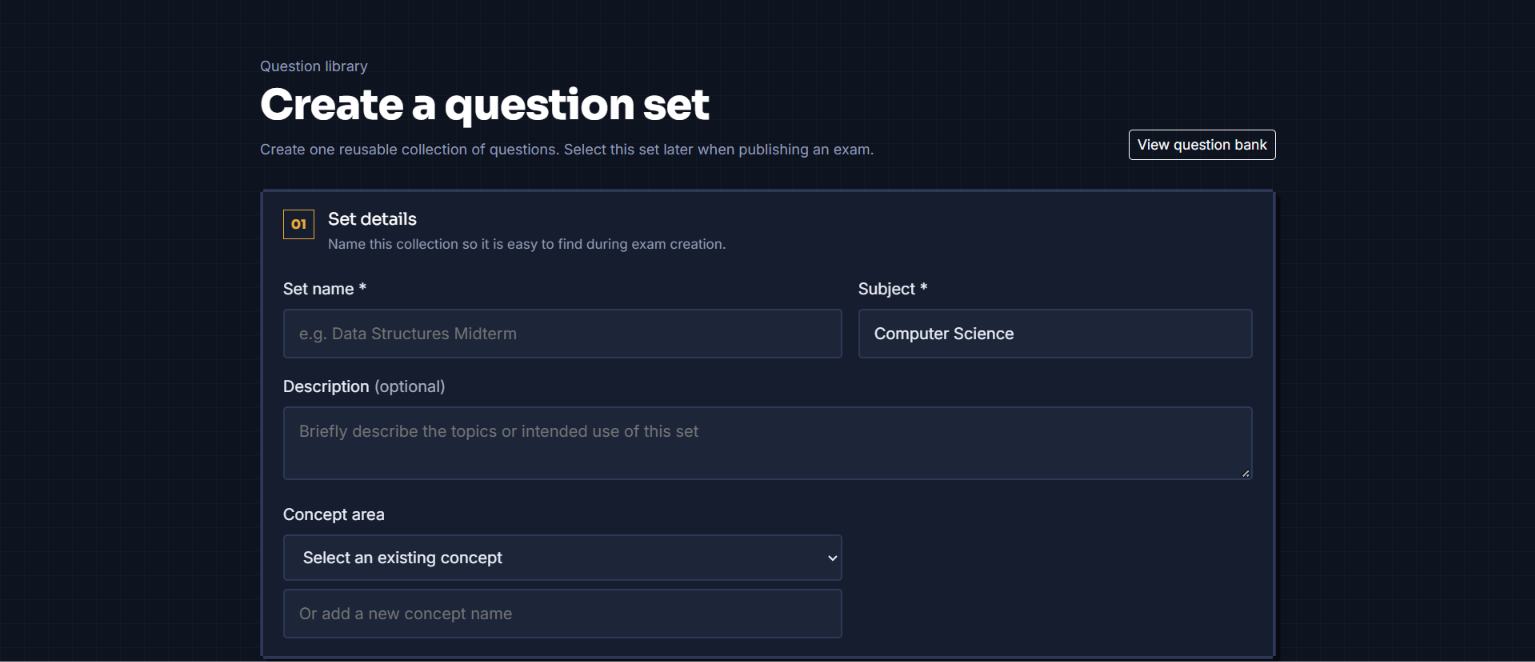 Question library
Create a question set
Create one reusable collection of questions. Select this set later when publishing an exam.
View question bank
01
Set details
Name this collection so it is easy to find during exam creation.
Set name *
Subject *
e.g. Data Structures Midterm
Computer Science
Description (optional)
Briefly describe the topics or intended use of this set
Concept area
Select an existing concept
Or add a new concept name